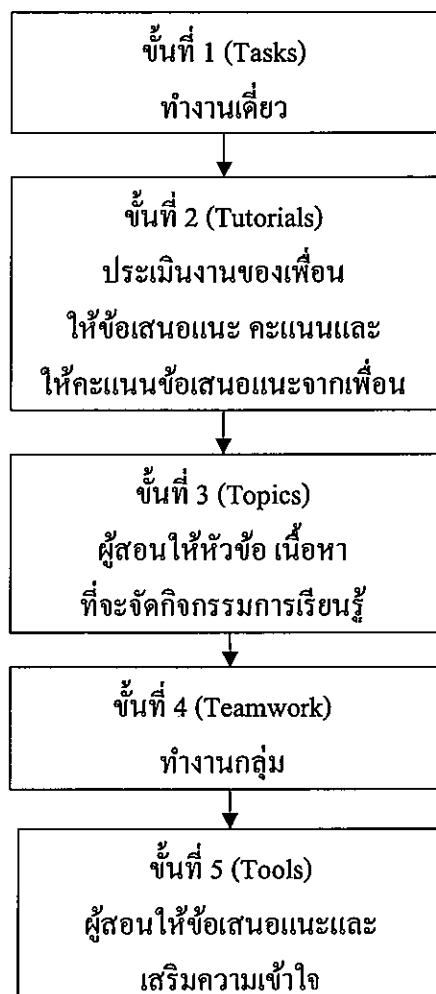 ขั้นที่ 1 (Tasks)
ทำงานเดี่ยว
ขั้นที่ 2 (Tutorials)
ประเมินงานของเพื่อน
ให้ข้อเสนอแนะ คะแนนและ
ให้คะแนนข้อเสนอแนะจากเพื่อน
ขั้นที่ 3 (Topics)
ผู้สอนให้หัวข้อ เนื้อหา
ที่จะจัดกิจกรรมการเรียนรู้
ขั้นที่ 4 (Teamwork)
ทำงานกลุ่ม
ขั้นที่ 5 (Tools)
ผู้สอนให้ข้อเสนอแนะและ
เสริมความเข้าใจ